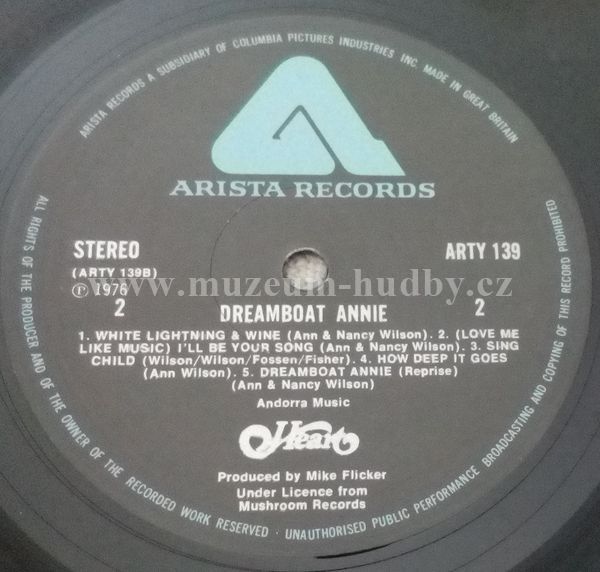 ARISTA RECORDS A SUBSIDIARY OF COLUMBIA PICTURES INDUSTRIES INC. MADE IN GREAT BRITAIN
ARISTA RECORDS
STEREO
ARTY 139
(ARTY 139B)
Ⓟ 1976
2
2
www.muzeum-hudby.cz
DREAMBOAT ANNIE
1. WHITE LIGHTNING & WINE (Ann & Nancy Wilson). 2. (LOVE ME
LIKE MUSIC) I'LL BE YOUR SONG (Ann & Nancy Wilson). 3. SING
CHILD (Wilson/Wilson/Fossen/Fisher). 4. HOW DEEP IT GOES
(Ann Wilson). 5. DREAMBOAT ANNIE (Reprise)
(Ann & Nancy Wilson)
Andorra Music
Heart
Produced by Mike Flicker
Under Licence from
Mushroom Records
ALL RIGHTS OF THE PRODUCER AND OF THE OWNER OF THE RECORDED WORK RESERVED · UNAUTHORISED PUBLIC PERFORMANCE BROADCASTING AND COPYING OF THIS RECORD PROHIBITED